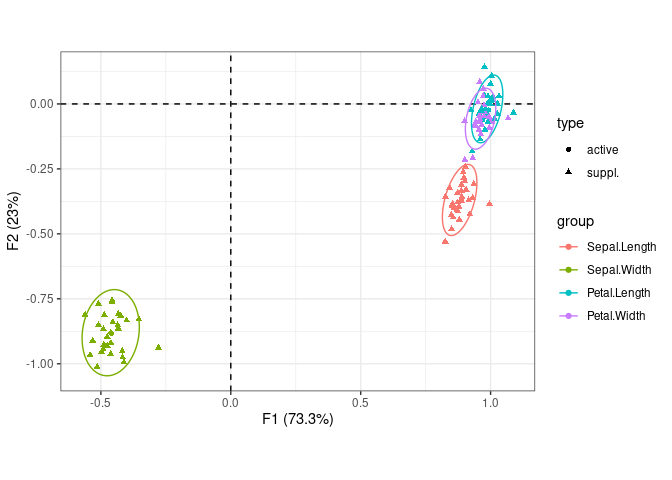 0.00
-0.25
-0.50
-0.75
-1.00
F2 (23%)
-0.5
0.0
0.5
1.0
F1 (73.3%)
type
active
suppl.
group
Sepal.Length
Sepal.Width
Petal.Length
Petal.Width